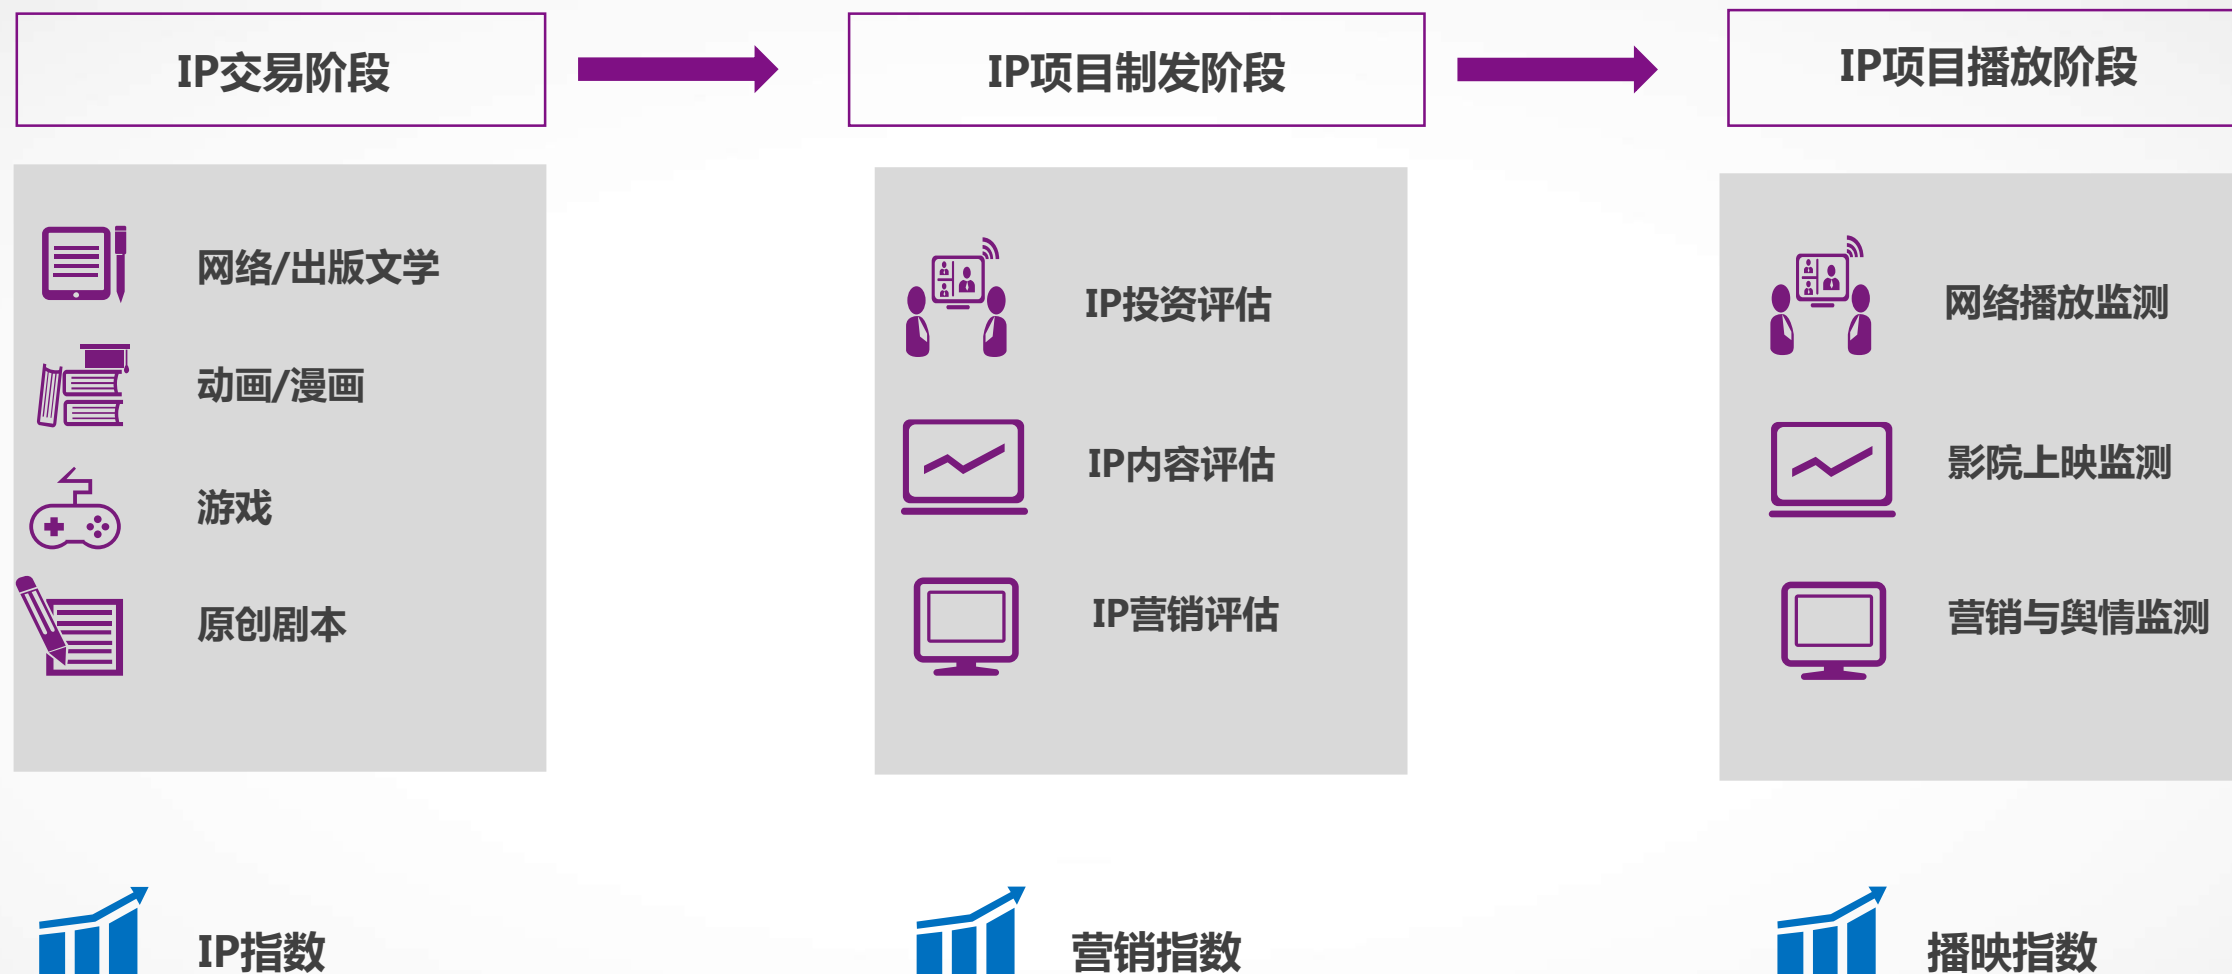 IP交易阶段
IP项目制发阶段
IP项目播放阶段
网络/出版文学
动画/漫画
游戏
原创剧本
IP投资评估
IP内容评估
IP营销评估
网络播放监测
影院上映监测
营销与舆情监测
IP指数
营销指数
播映指数